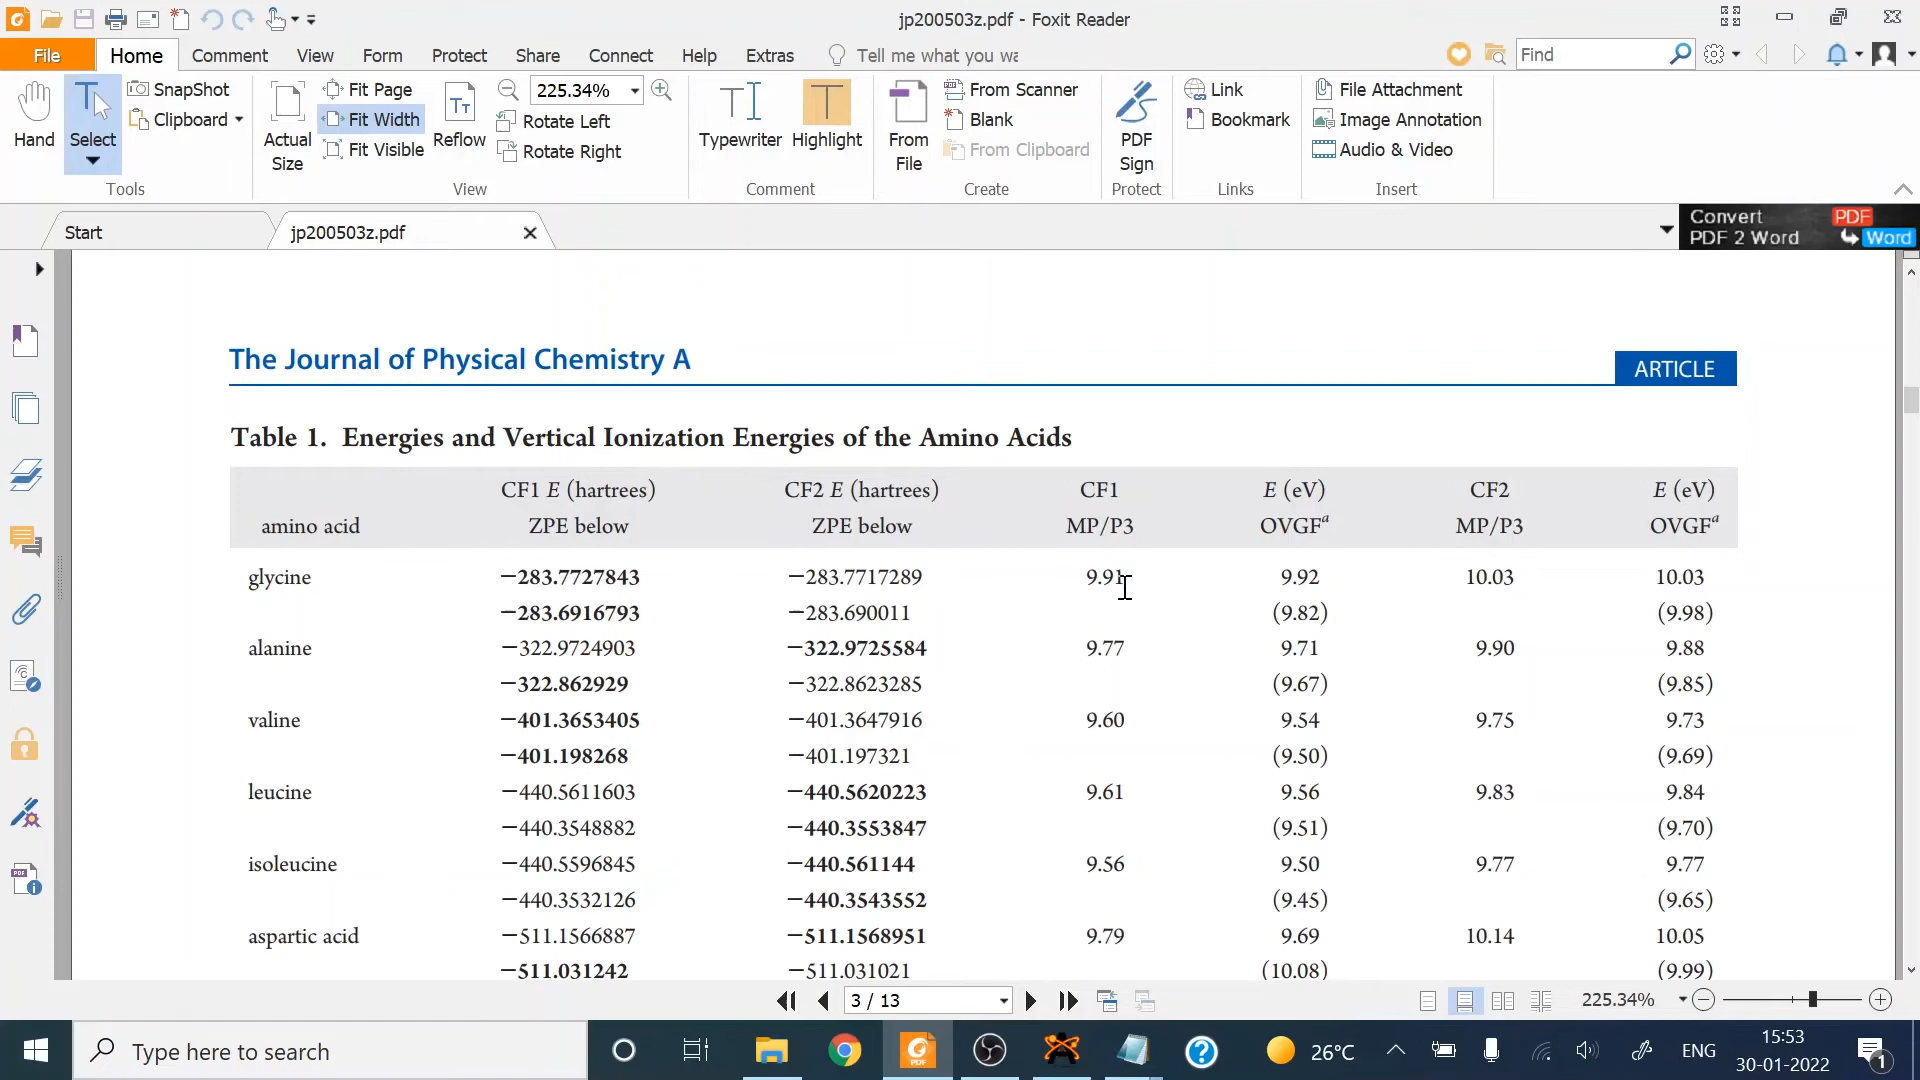 jp200503z.pdf - Foxit Reader
File Home Comment View Form Protect Share Connect Help Extras Tell me what you wa Find
Hand Select SnapShot Clipboard Tools
Actual Size Fit Page Fit Width Fit Visible Reflow 225.34% Rotate Left Rotate Right View
Typewriter Highlight Comment
From File From Scanner Blank From Clipboard Create
PDF Sign Protect
Link Bookmark Links
File Attachment Image Annotation Audio & Video Insert
Start jp200503z.pdf
Convert PDF
PDF 2 Word Word
The Journal of Physical Chemistry A ARTICLE
Table 1. Energies and Vertical Ionization Energies of the Amino Acids
CF1 E (hartrees) CF2 E (hartrees) CF1 E (eV) CF2 E (eV)
amino acid ZPE below ZPE below MP/P3 OVGFᵃ MP/P3 OVGFᵃ
glycine −283.7727843 −283.7717289 9.91 9.92 10.03 10.03
−283.6916793 −283.690011 (9.82) (9.98)
alanine −322.9724903 −322.9725584 9.77 9.71 9.90 9.88
−322.862929 −322.8623285 (9.67) (9.85)
valine −401.3653405 −401.3647916 9.60 9.54 9.75 9.73
−401.198268 −401.197321 (9.50) (9.69)
leucine −440.5611603 −440.5620223 9.61 9.56 9.83 9.84
−440.3548882 −440.3553847 (9.51) (9.70)
isoleucine −440.5596845 −440.561144 9.56 9.50 9.77 9.77
−440.3532126 −440.3543552 (9.45) (9.65)
aspartic acid −511.1566887 −511.1568951 9.79 9.69 10.14 10.05
−511.031242 −511.031021 (10.08) (9.99)
3 / 13 225.34%
Type here to search 26°C ENG 15:53
30-01-2022 1